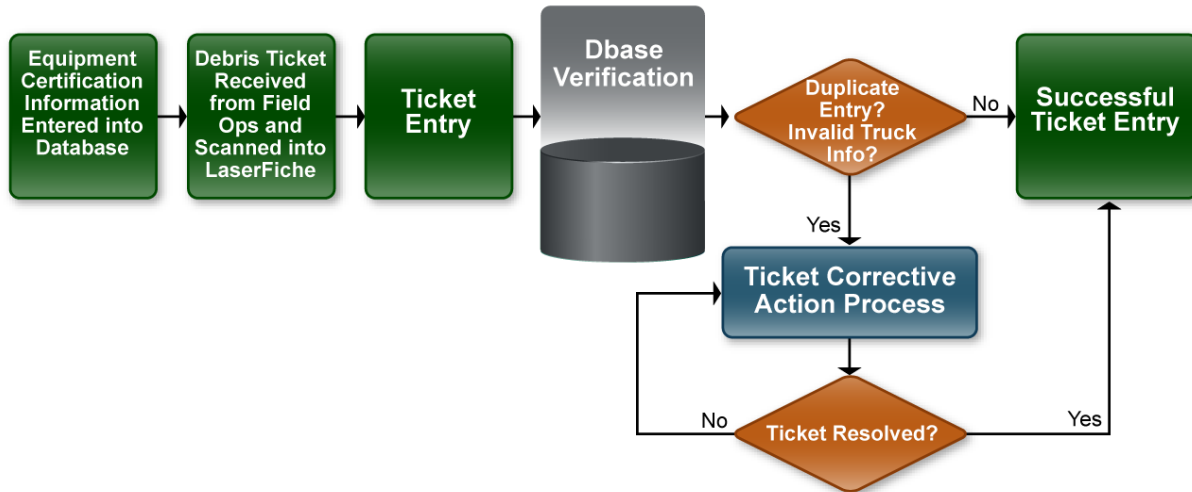 Equipment
Certification
Information
Entered into
Database
Debris Ticket
Received
from Field
Ops and
Scanned into
LaserFiche
Ticket
Entry
Dbase
Verification
Duplicate
Entry?
Invalid Truck
Info?
No
Successful
Ticket Entry
Yes
Ticket Corrective
Action Process
No
Ticket Resolved?
Yes